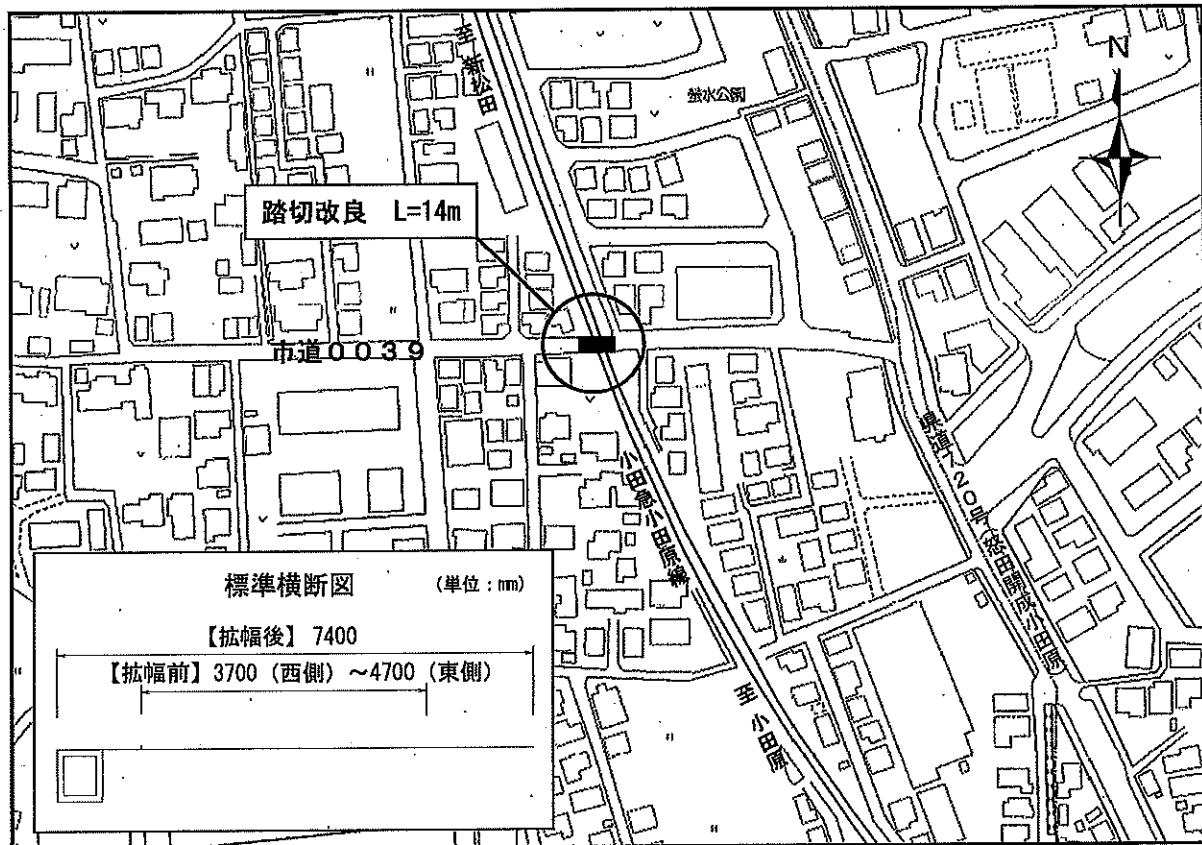 至 新松田
蛍水公園
N
踏切改良 L=14m
市道0039
小田急小田原線
県道720号(怒田開成小田原)
至 小田原
標準横断図 (単位:mm)
【拡幅後】 7400
【拡幅前】 3700 (西側) ~4700 (東側)